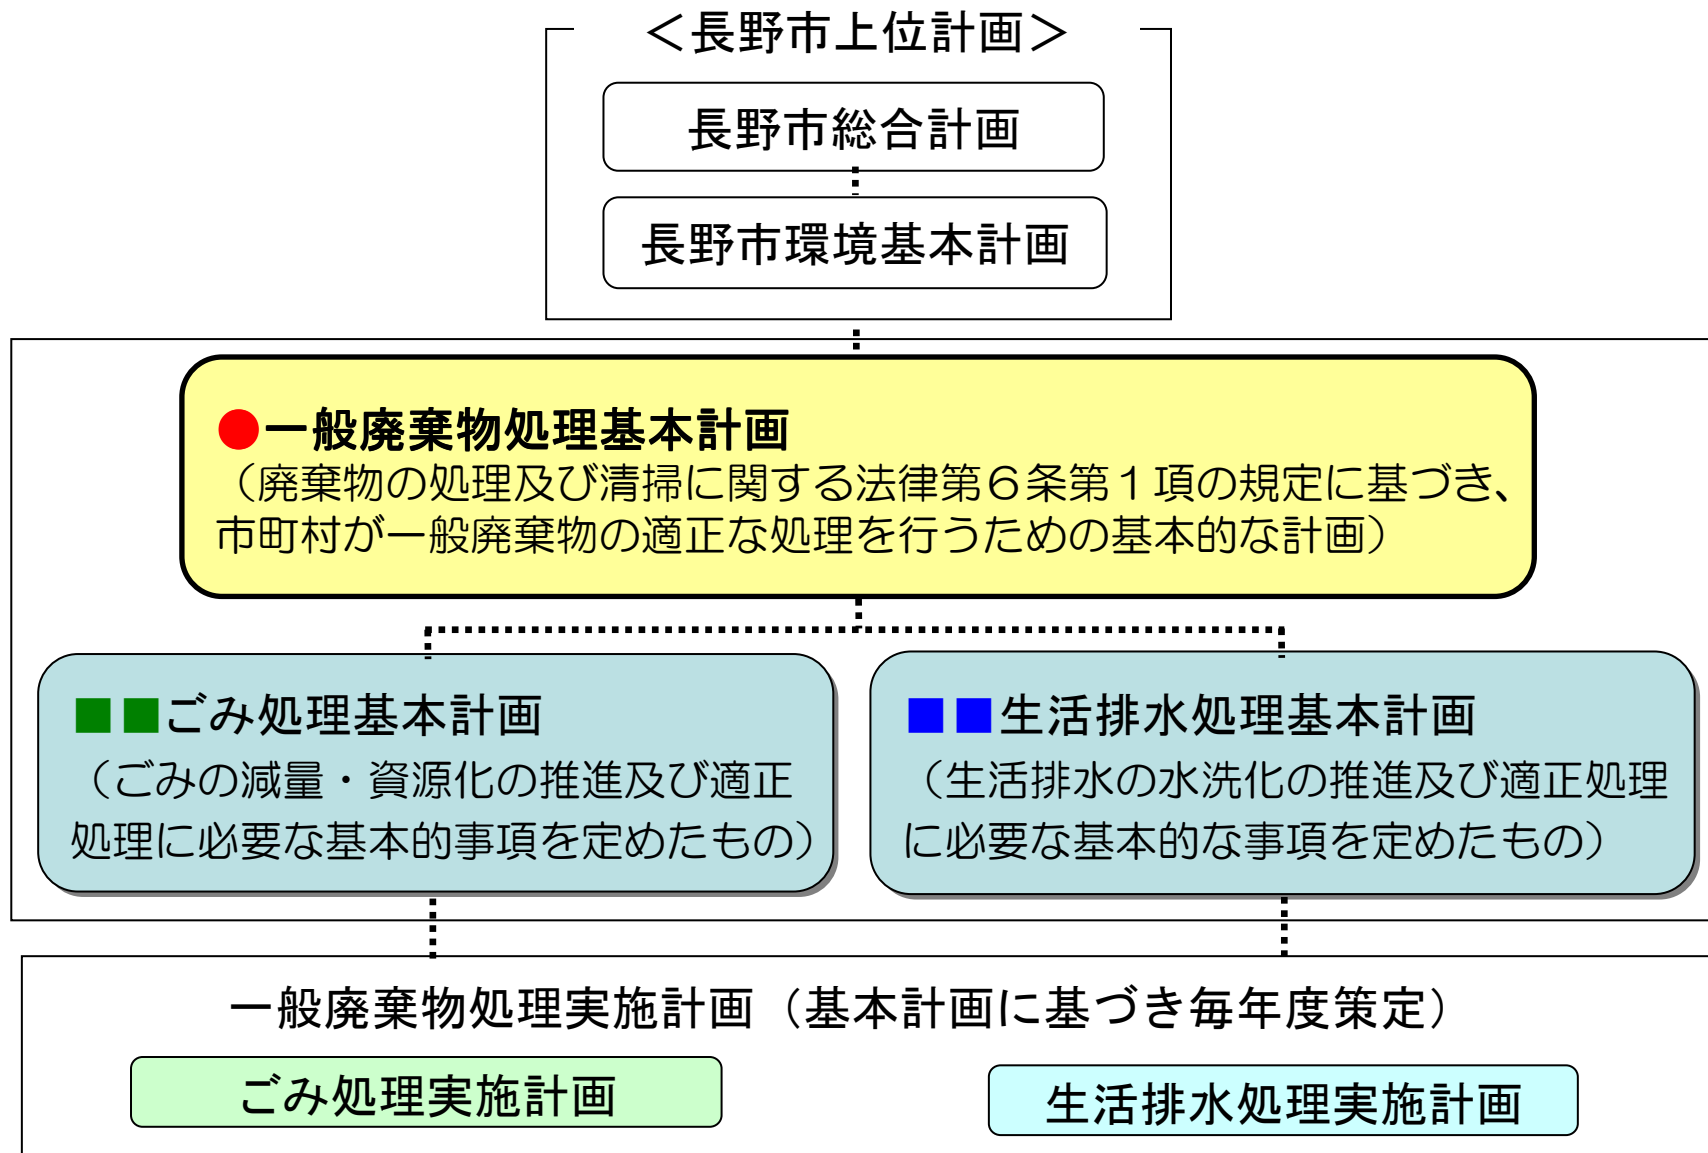 ＜長野市上位計画＞
長野市総合計画
長野市環境基本計画
●一般廃棄物処理基本計画
（廃棄物の処理及び清掃に関する法律第６条第１項の規定に基づき、
市町村が一般廃棄物の適正な処理を行うための基本的な計画）
■■ごみ処理基本計画
（ごみの減量・資源化の推進及び適正
処理に必要な基本的事項を定めたもの）
■■生活排水処理基本計画
（生活排水の水洗化の推進及び適正処理
に必要な基本的な事項を定めたもの）
一般廃棄物処理実施計画（基本計画に基づき毎年度策定）
ごみ処理実施計画
生活排水処理実施計画